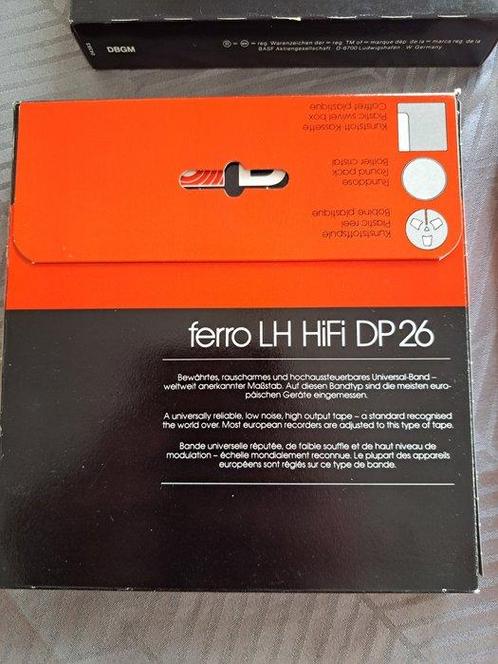 DBGM
® = ® = reg. Warenzeichen der = reg. TM of = marque dép. de la = marca reg. de la
BASF Aktiengesellschaft D-6700 Ludwigshafen W. Germany
Kunststoff-Kassette
Plastic swivel box
Coffret plastique
Runddose
Round pack
Boîtier cristal
Kunststoffspule
Plastic reel
Bobine plastique
ferro LH HiFi DP 26
Bewährtes, rauscharmes und hochaussteuerbares Universal-Band –
weltweit anerkannter Maßstab. Auf diesen Bandtyp sind die meisten euro-
päischen Geräte eingemessen.
A universally reliable, low noise, high output tape – a standard recognised
the world over. Most european recorders are adjusted to this type of tape.
Bande universelle réputée, de faible souffle et de haut niveau de
modulation – échelle mondialement reconnue. Le plupart des appareils
européens sont réglés sur ce type de bande.